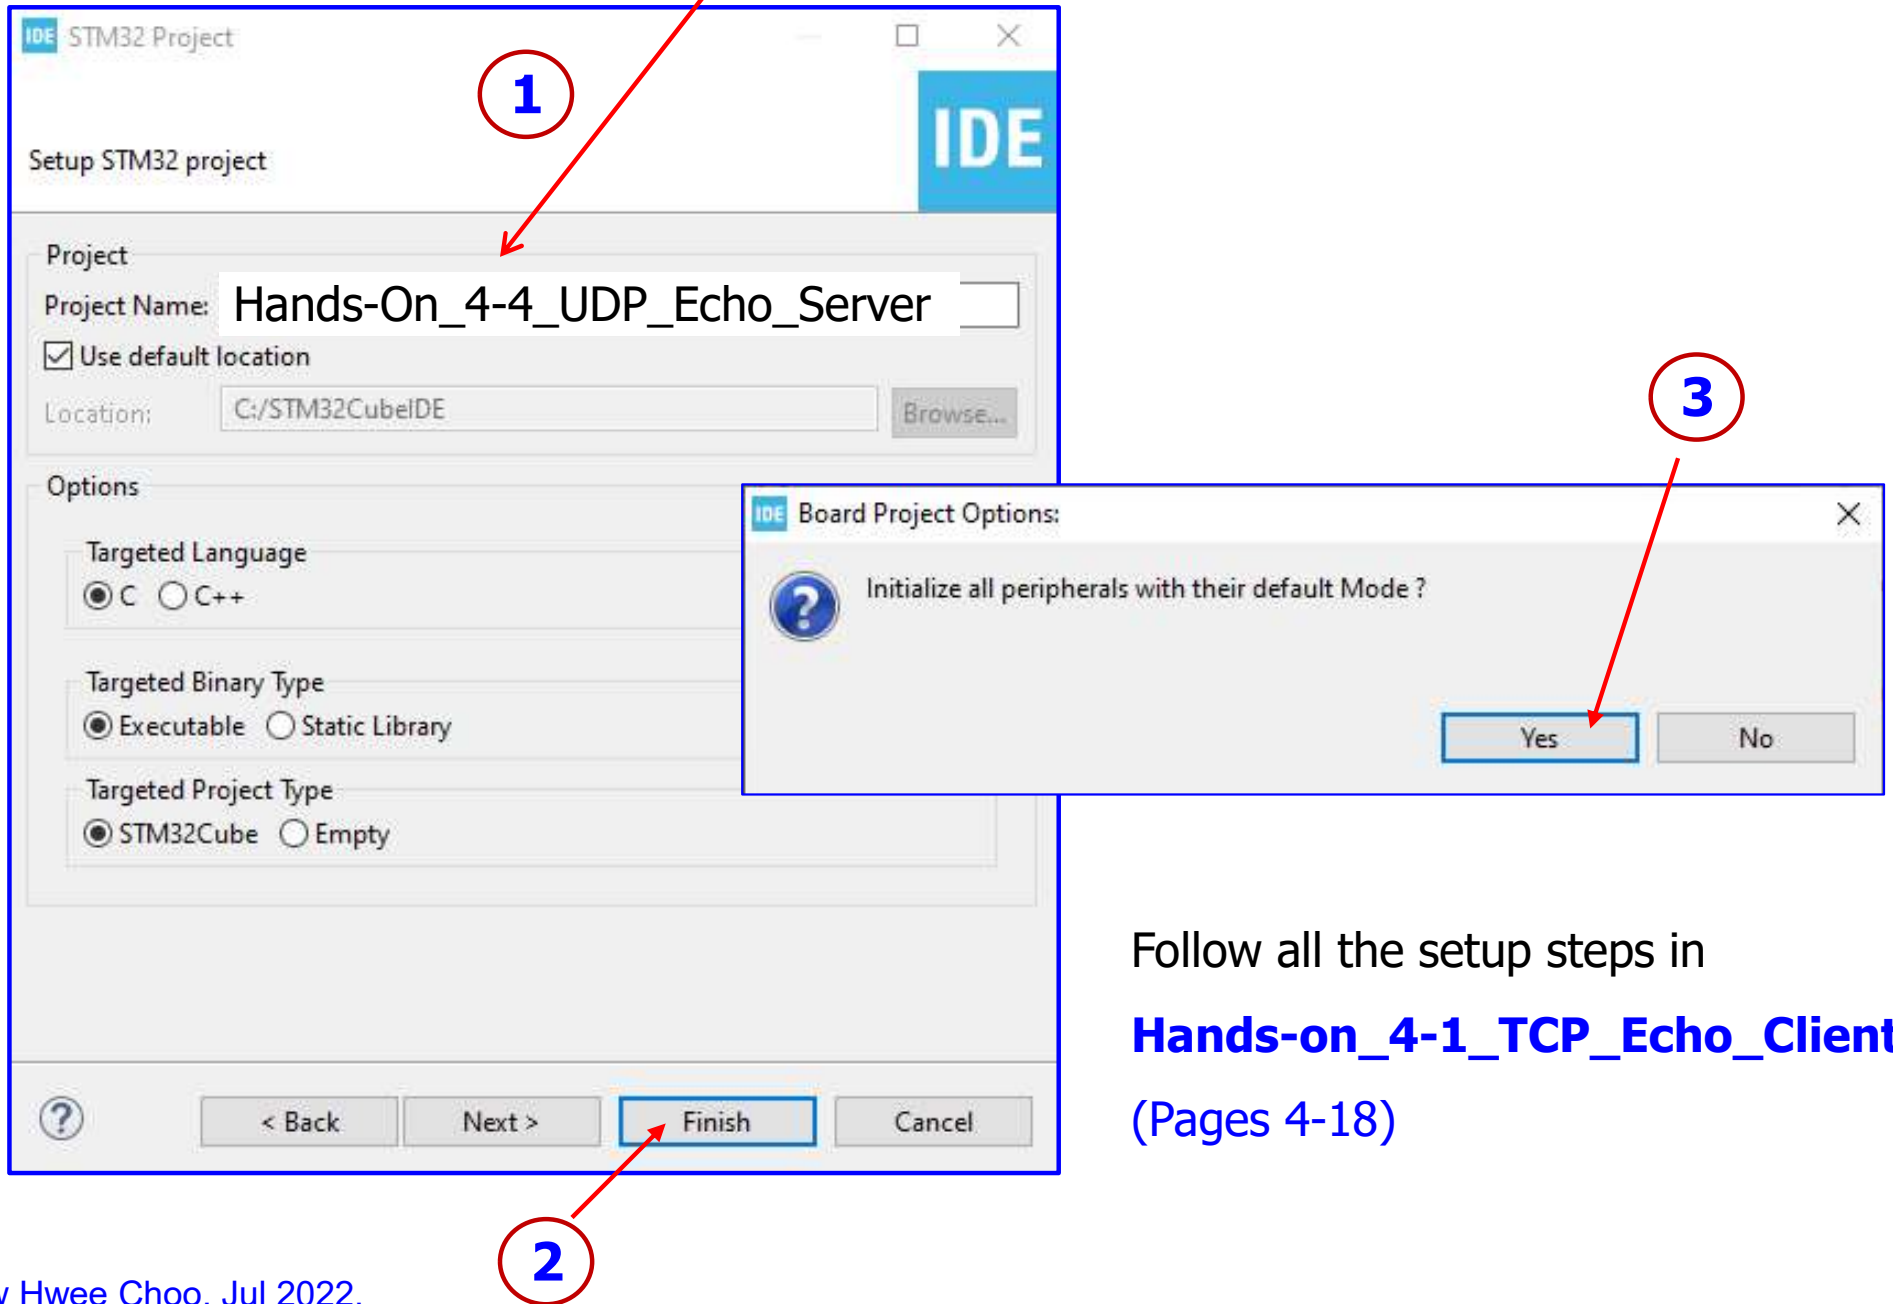 IDE STM32 Project
1
IDE
Setup STM32 project
Project
Project Name: Hands-On_4-4_UDP_Echo_Server
Use default location
Location: C:/STM32CubeIDE Browse...
3
Options
IDE Board Project Options:
Targeted Language
C C++
? Initialize all peripherals with their default Mode ?
Targeted Binary Type
Executable Static Library
Yes No
Targeted Project Type
STM32Cube Empty
Follow all the setup steps in
Hands-on_4-1_TCP_Echo_Client
(Pages 4-18)
? < Back Next > Finish Cancel
2
Hwee Choo, Jul 2022.